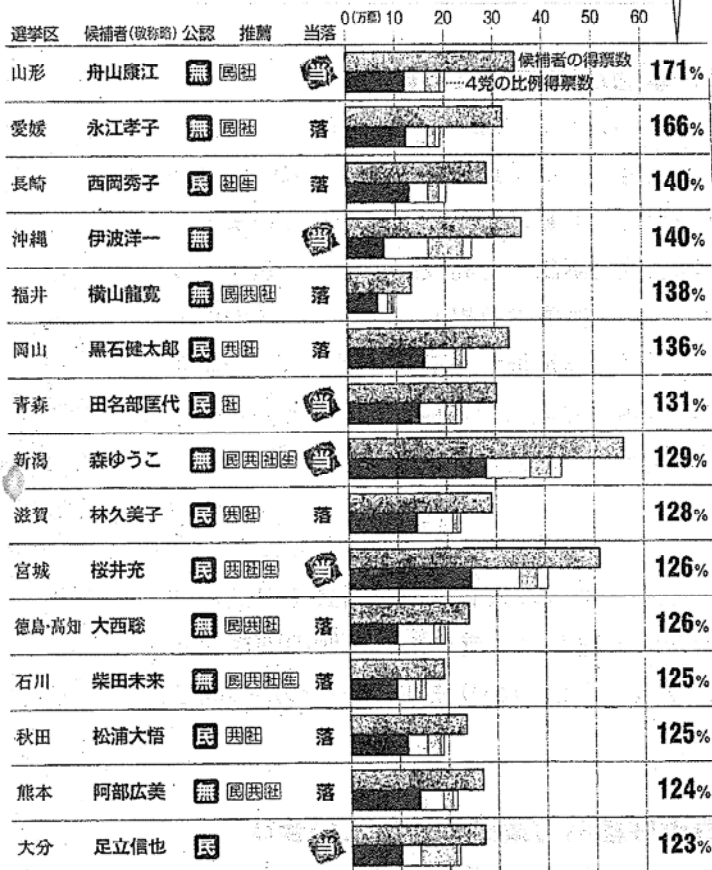 0(万票) 10 20 30 40 50 60
選挙区 候補者(敬称略) 公認 推薦 当落
山形 舟山康江 無 民社 当 候補者の得票数 171%
4党の比例得票数
愛媛 永江孝子 無 民社 落 166%
長崎 西岡秀子 民 社生 落 140%
沖縄 伊波洋一 無 当 140%
福井 横山龍寛 無 民共社 落 138%
岡山 黒石健太郎 民 共社 落 136%
青森 田名部匡代 民 社 当 131%
新潟 森ゆうこ 無 民共社生 当 129%
滋賀 林久美子 民 共社 落 128%
宮城 桜井充 民 共社生 当 126%
徳島・高知 大西聡 無 民共社 落 126%
石川 柴田未来 無 民共社生 落 125%
秋田 松浦大悟 民 共社 落 125%
熊本 阿部広美 無 民共社 落 124%
大分 足立信也 民 当 123%